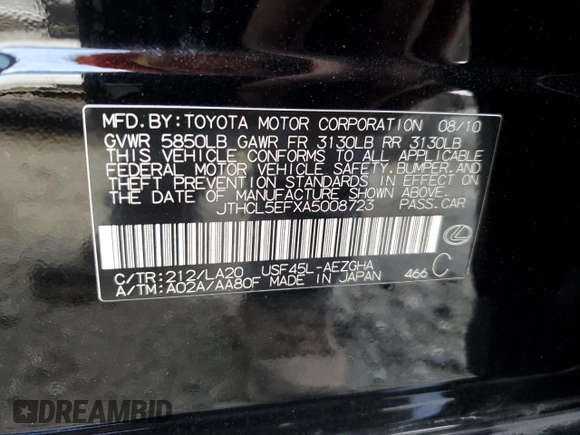 MFD. BY: TOYOTA MOTOR CORPORATION 08/10
GVWR 5850LB GAWR FR 3130LB RR 3130LB
THIS VEHICLE CONFORMS TO ALL APPLICABLE
FEDERAL MOTOR VEHICLE SAFETY, BUMPER, AND
THEFT PREVENTION STANDARDS IN EFFECT ON
THE DATE OF MANUFACTURE SHOWN ABOVE.
JTHCL5EFXA5008723 PASS. CAR
C/TR: 212/LA20 USF45L-AEZGHA
A/TM: A02A/AA80F MADE IN JAPAN 466 C
DREAMBID